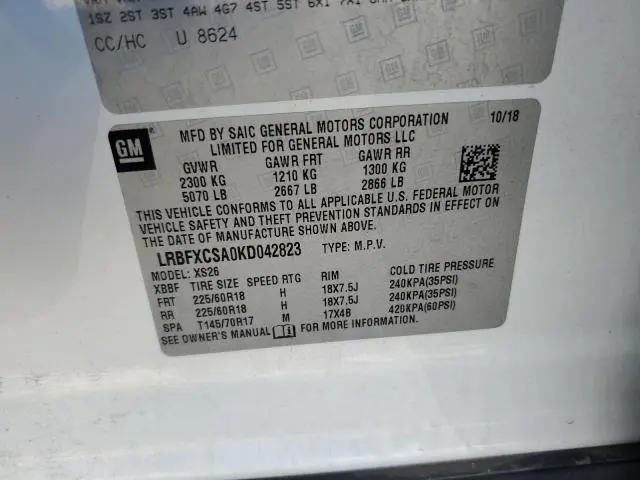 1SZ 2ST 3ST 4AW 4G7 4ST 5ST 6X1 7X1
CC/HC U 8624
GM
MFD BY SAIC GENERAL MOTORS CORPORATION 10/18
LIMITED FOR GENERAL MOTORS LLC
GVWR GAWR FRT GAWR RR
2300 KG 1210 KG 1300 KG
5070 LB 2667 LB 2866 LB
THIS VEHICLE CONFORMS TO ALL APPLICABLE U.S. FEDERAL MOTOR
VEHICLE SAFETY AND THEFT PREVENTION STANDARDS IN EFFECT ON THE
DATE OF MANUFACTURE SHOWN ABOVE.
LRBFXCSA0KD042823 TYPE: M.P.V.
MODEL: XS26
XBBF TIRE SIZE SPEED RTG RIM COLD TIRE PRESSURE
FRT 225/60R18 H 18X7.5J 240KPA(35PSI)
RR 225/60R18 H 18X7.5J 240KPA(35PSI)
SPA T145/70R17 M 17X4B 420KPA(60PSI)
SEE OWNER'S MANUAL FOR MORE INFORMATION.